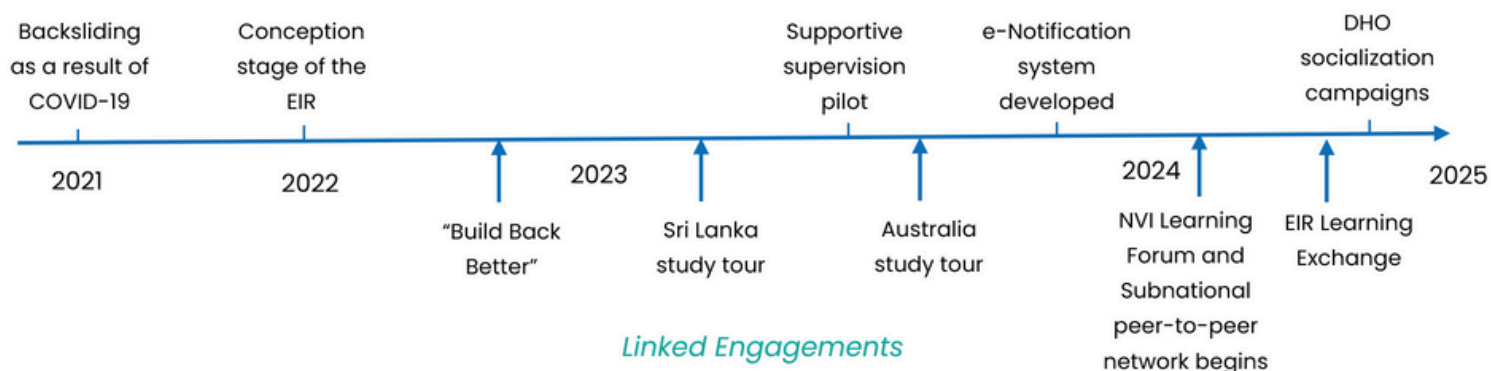 Backsliding
as a result of
COVID-19
Conception
stage of the
EIR
Supportive
supervision
pilot
e-Notification
system
developed
DHO
socialization
campaigns
2021
2022
2023
2024
2025
“Build Back
Better”
Sri Lanka
study tour
Australia
study tour
NVI Learning
Forum and
Subnational
peer-to-peer
network begins
EIR Learning
Exchange
Linked Engagements